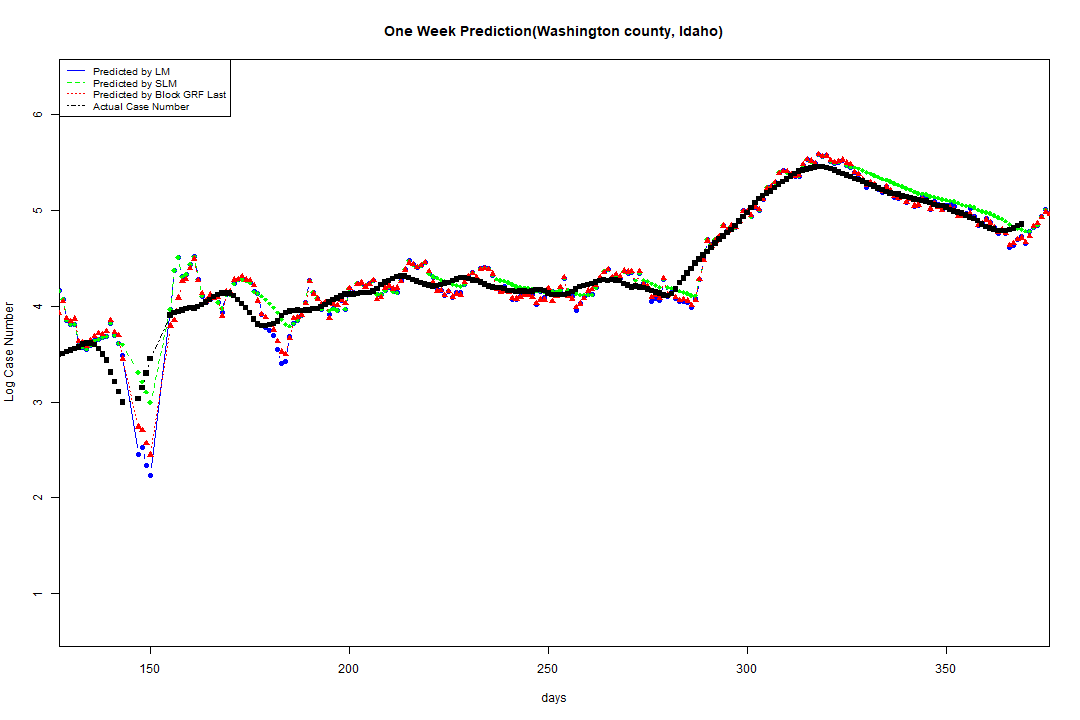 One Week Prediction(Washington county, Idaho)
Predicted by LM
Predicted by SLM
Predicted by Block GRF Last
Actual Case Number
6
5
4
3
2
1
Log Case Number
150 200 250 300 350
days